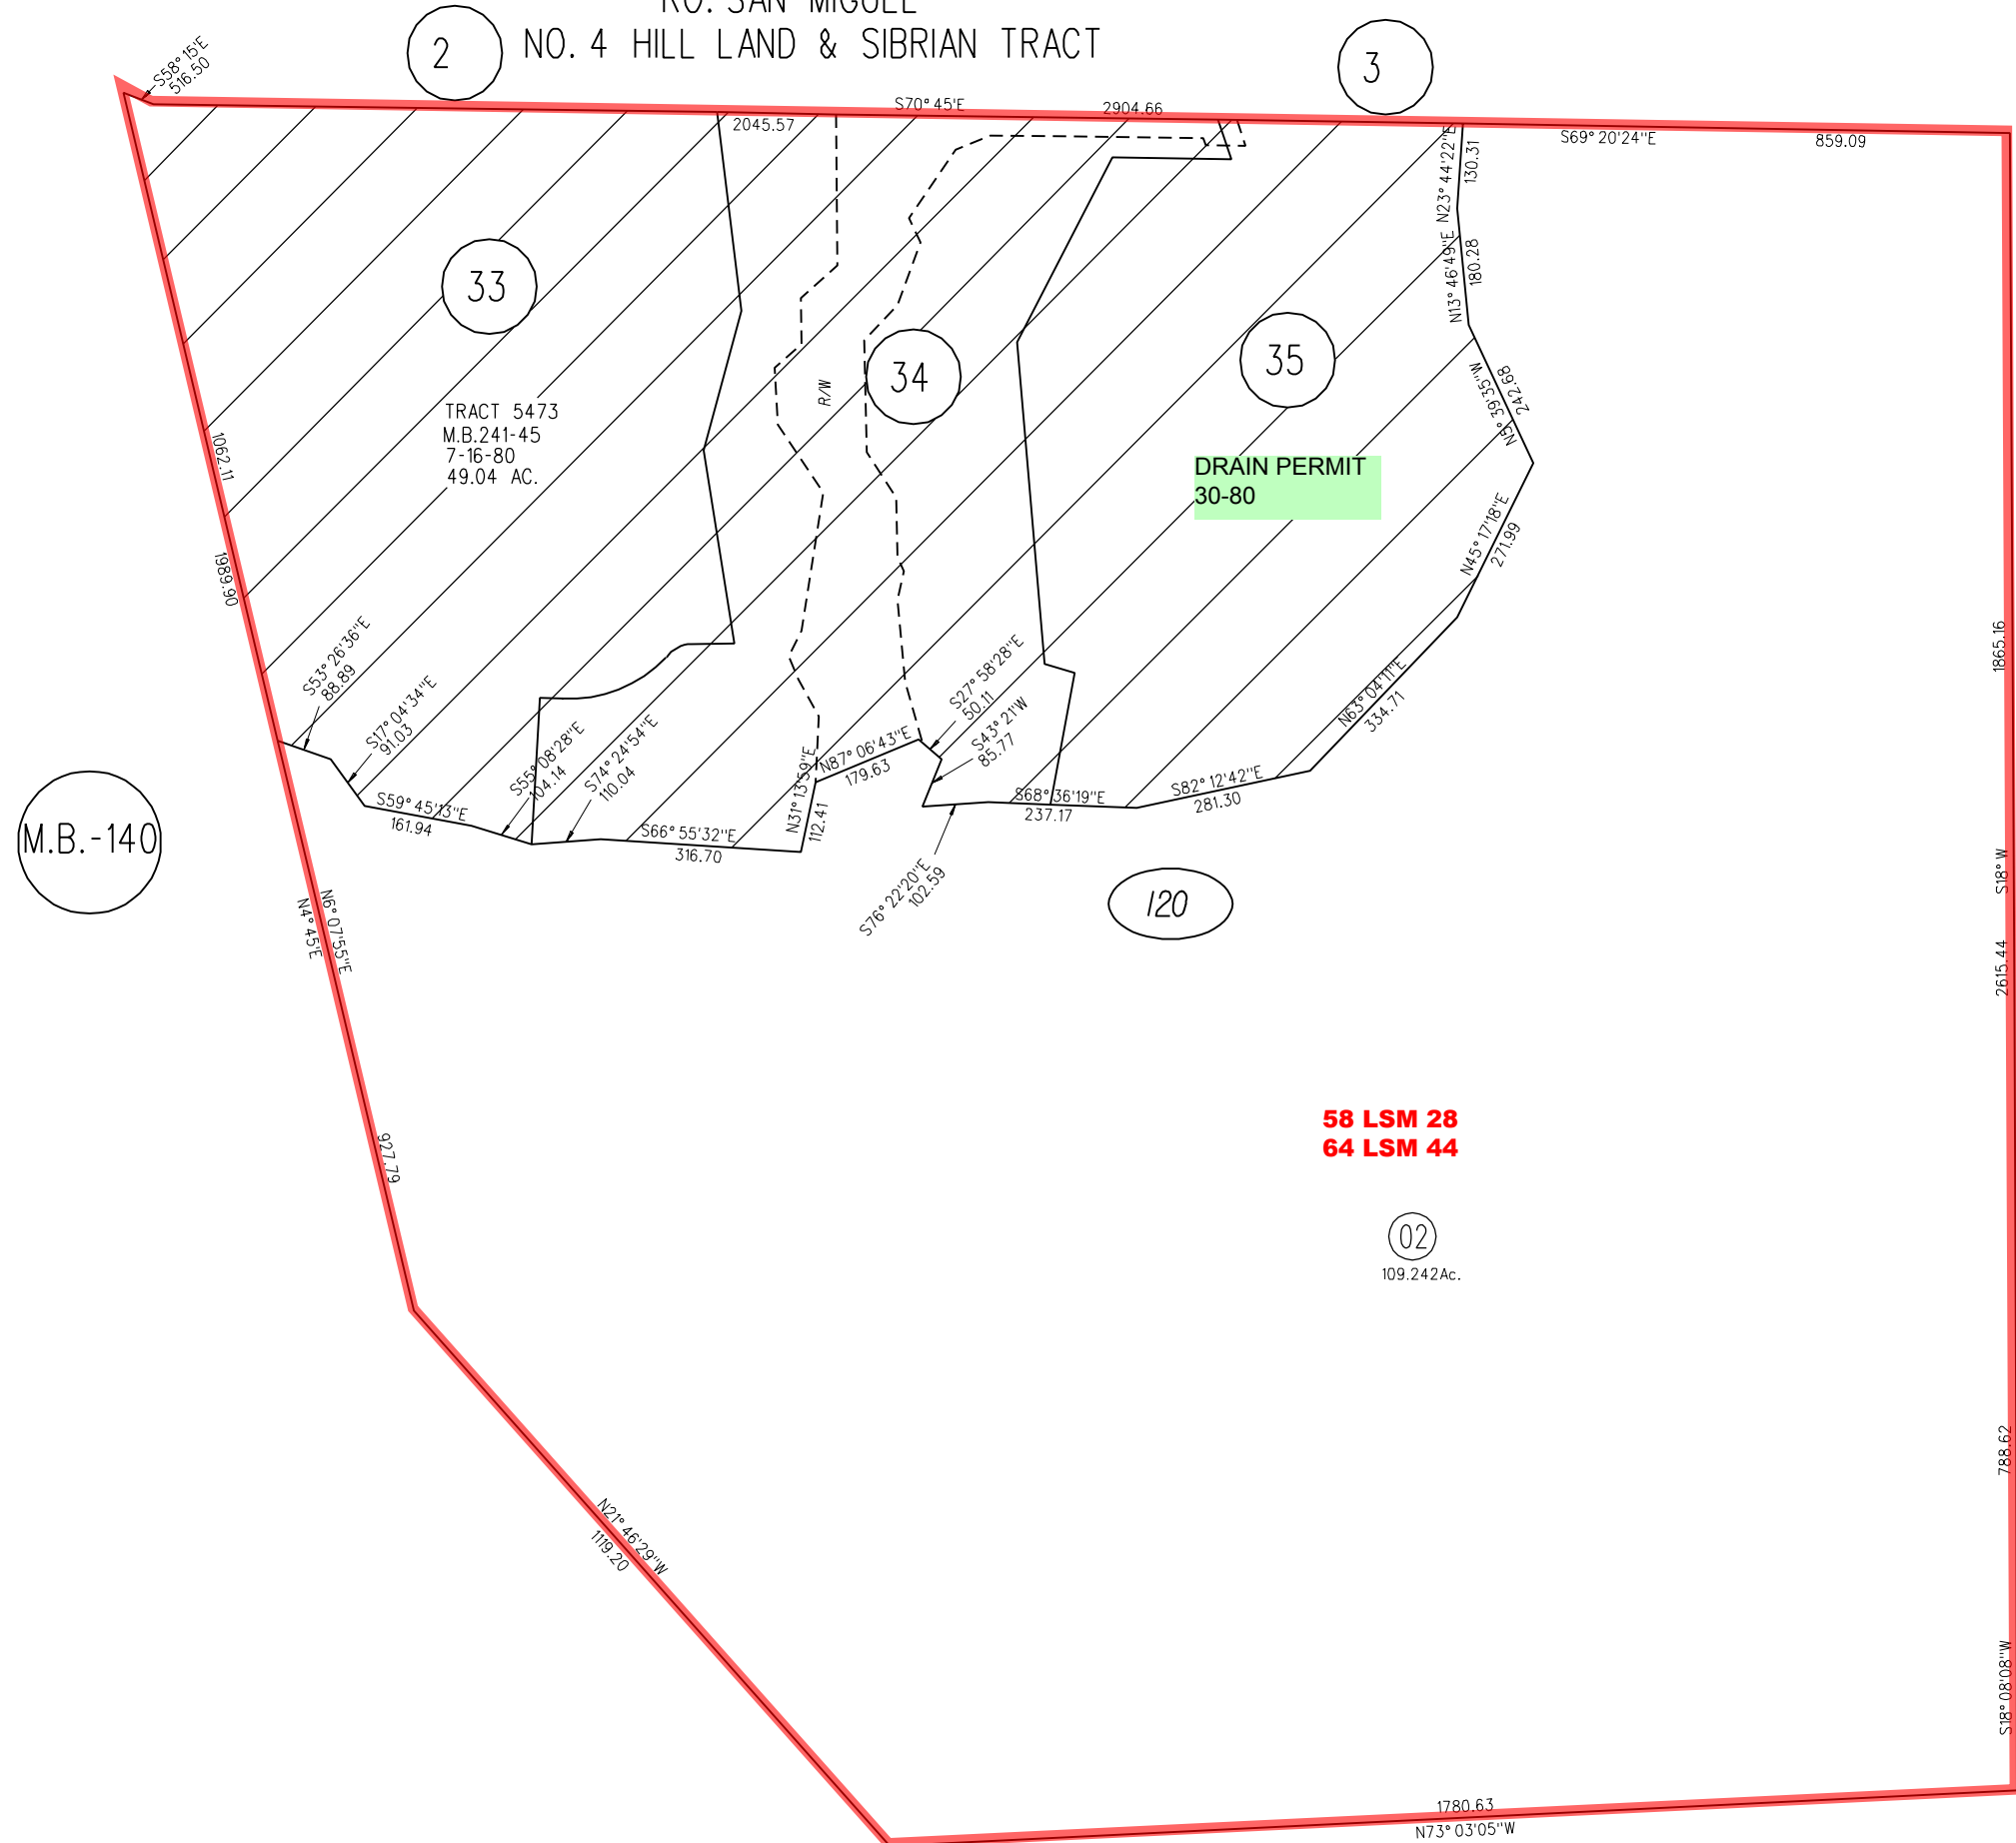 RO. SAN MIGUEL
NO. 4 HILL LAND & SIBRIAN TRACT
2
3
S58° 15'E
516.50
S70° 45'E
2904.66
2045.57
S69° 20'24"E
859.09
N23° 44'22"E
130.31
N13° 46'49"E
180.28
N5° 39'35"W
242.68
N45° 17'18"E
271.99
N63° 04'11"E
334.71
S82° 12'42"E
281.30
S68° 36'19"E
237.17
S76° 22'20"E
102.59
S43° 21'W
85.77
S27° 58'28"E
50.11
N87° 06'43"E
179.63
N31° 13'59"E
112.41
S66° 55'32"E
316.70
S74° 24'54"E
110.04
S55° 08'28"E
104.14
S59° 45'13"E
161.94
S17° 04'34"E
91.03
S53° 26'36"E
88.89
33
34
35
R/W
TRACT 5473
M.B.241-45
7-16-80
49.04 AC.
DRAIN PERMIT
30-80
1062.11
1989.90
N6° 07'55"E
N4° 45'E
927.79
M.B.-140
120
1865.16
S18° W
2615.44
788.62
S18° 08'08"W
58 LSM 28
64 LSM 44
02
109.242Ac.
N21° 46'29"W
1119.20
1780.63
N73° 03'05"W